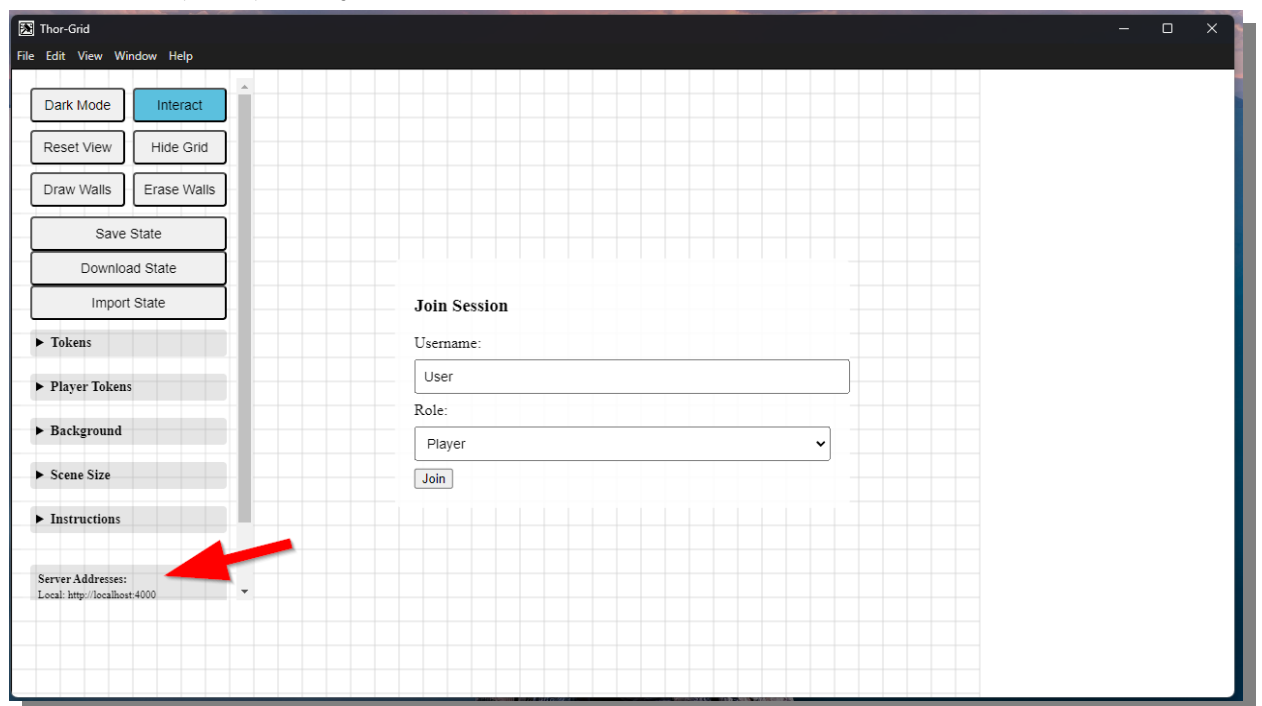 Thor-Grid
File Edit View Window Help
Dark Mode Interact
Reset View Hide Grid
Draw Walls Erase Walls
Save State
Download State
Import State
Tokens
Player Tokens
Background
Scene Size
Instructions
Server Addresses:
Local: http://localhost:4000
Join Session
Username:
User
Role:
Player
Join